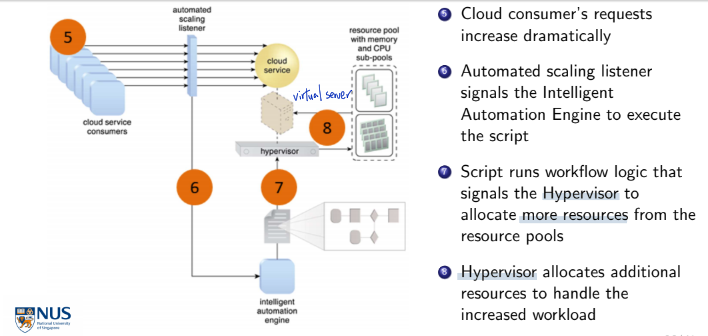 automated
scaling
listener
resource pool
with memory
and CPU
sub-pools
5
cloud
service
virtual server
cloud service
consumers
8
hypervisor
6
7
intelligent
automation
engine
NUS
National University
of Singapore
5 Cloud consumer's requests
increase dramatically
6 Automated scaling listener
signals the Intelligent
Automation Engine to execute
the script
7 Script runs workflow logic that
signals the Hypervisor to
allocate more resources from the
resource pools
8 Hypervisor allocates additional
resources to handle the
increased workload